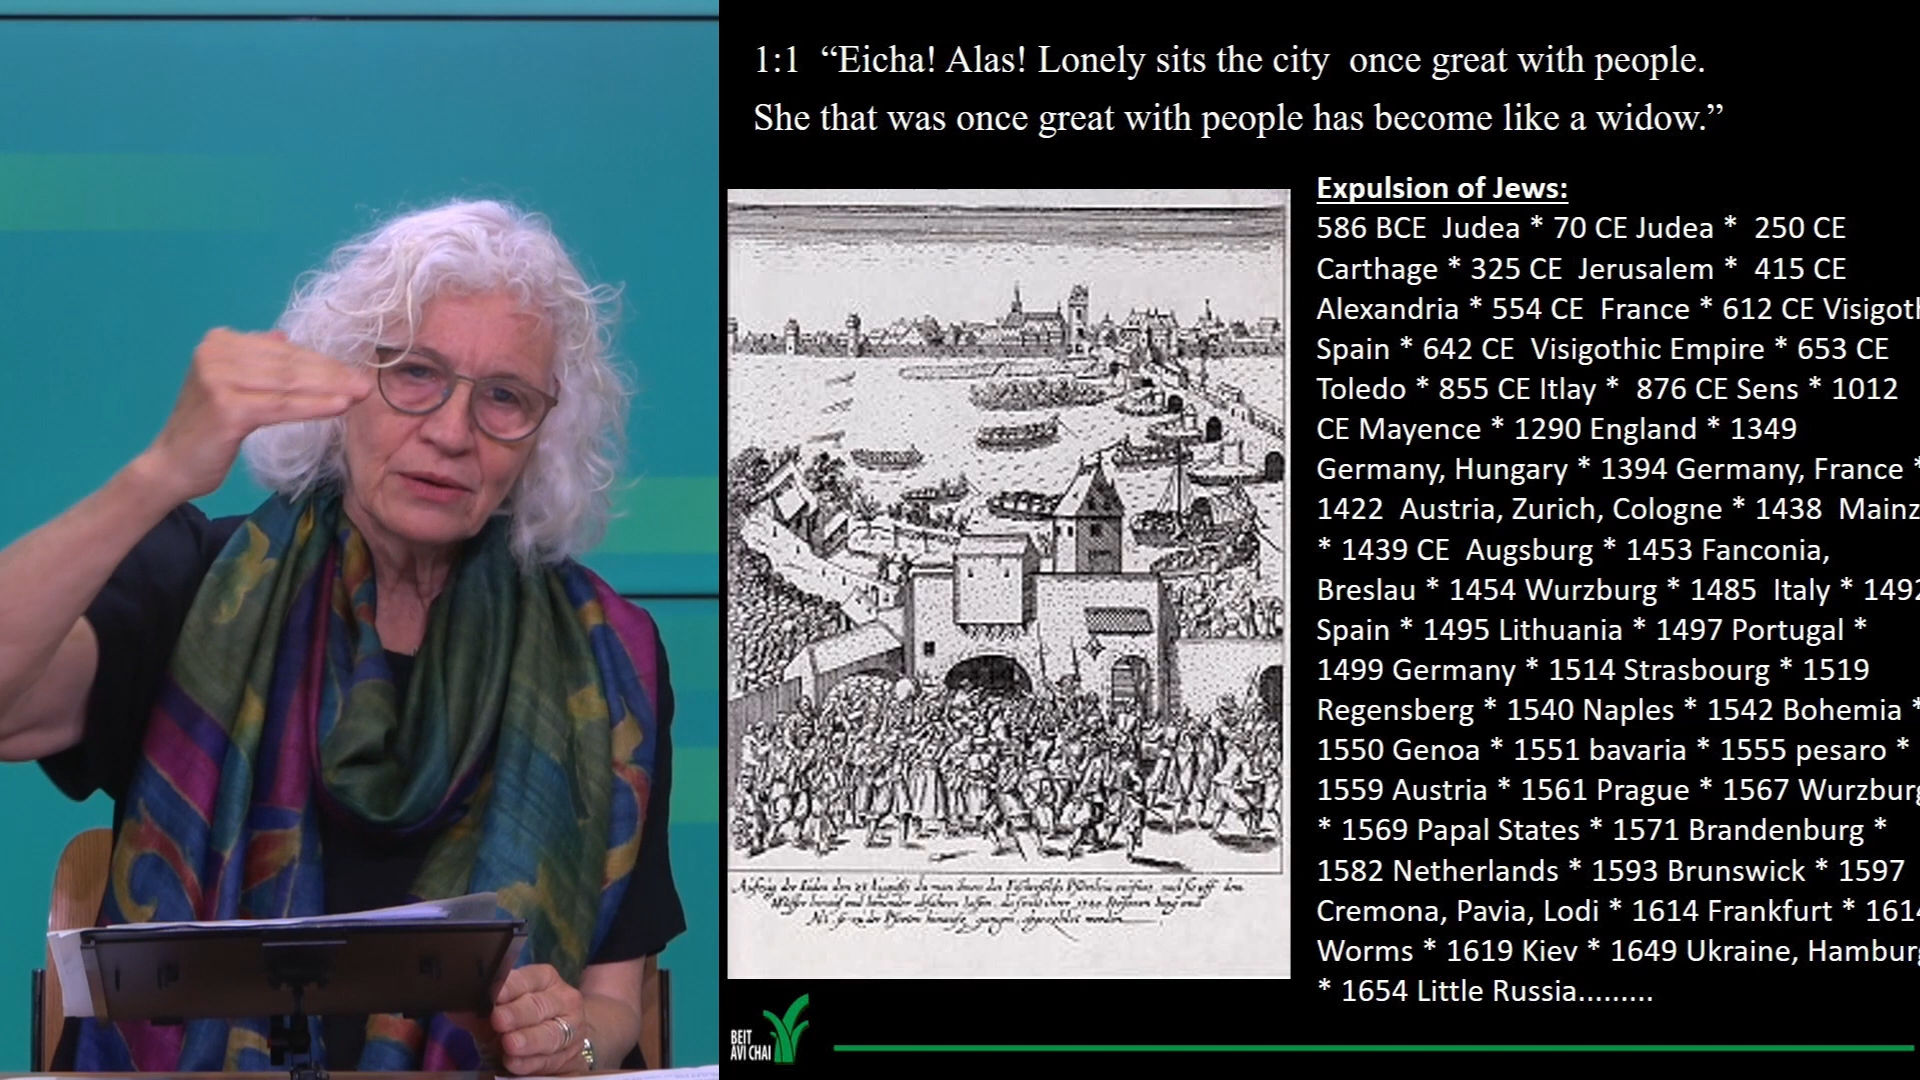 1:1 “Eicha! Alas! Lonely sits the city once great with people.
She that was once great with people has become like a widow.”
Expulsion of Jews:
586 BCE Judea * 70 CE Judea * 250 CE
Carthage * 325 CE Jerusalem * 415 CE
Alexandria * 554 CE France * 612 CE Visigoth
Spain * 642 CE Visigothic Empire * 653 CE
Toledo * 855 CE Itlay * 876 CE Sens * 1012
CE Mayence * 1290 England * 1349
Germany, Hungary * 1394 Germany, France *
1422 Austria, Zurich, Cologne * 1438 Mainz
* 1439 CE Augsburg * 1453 Fanconia,
Breslau * 1454 Wurzburg * 1485 Italy * 1492
Spain * 1495 Lithuania * 1497 Portugal *
1499 Germany * 1514 Strasbourg * 1519
Regensberg * 1540 Naples * 1542 Bohemia *
1550 Genoa * 1551 bavaria * 1555 pesaro *
1559 Austria * 1561 Prague * 1567 Wurzburg
* 1569 Papal States * 1571 Brandenburg *
1582 Netherlands * 1593 Brunswick * 1597
Cremona, Pavia, Lodi * 1614 Frankfurt * 1614
Worms * 1619 Kiev * 1649 Ukraine, Hamburg
* 1654 Little Russia.........
BEIT
AVI CHAI